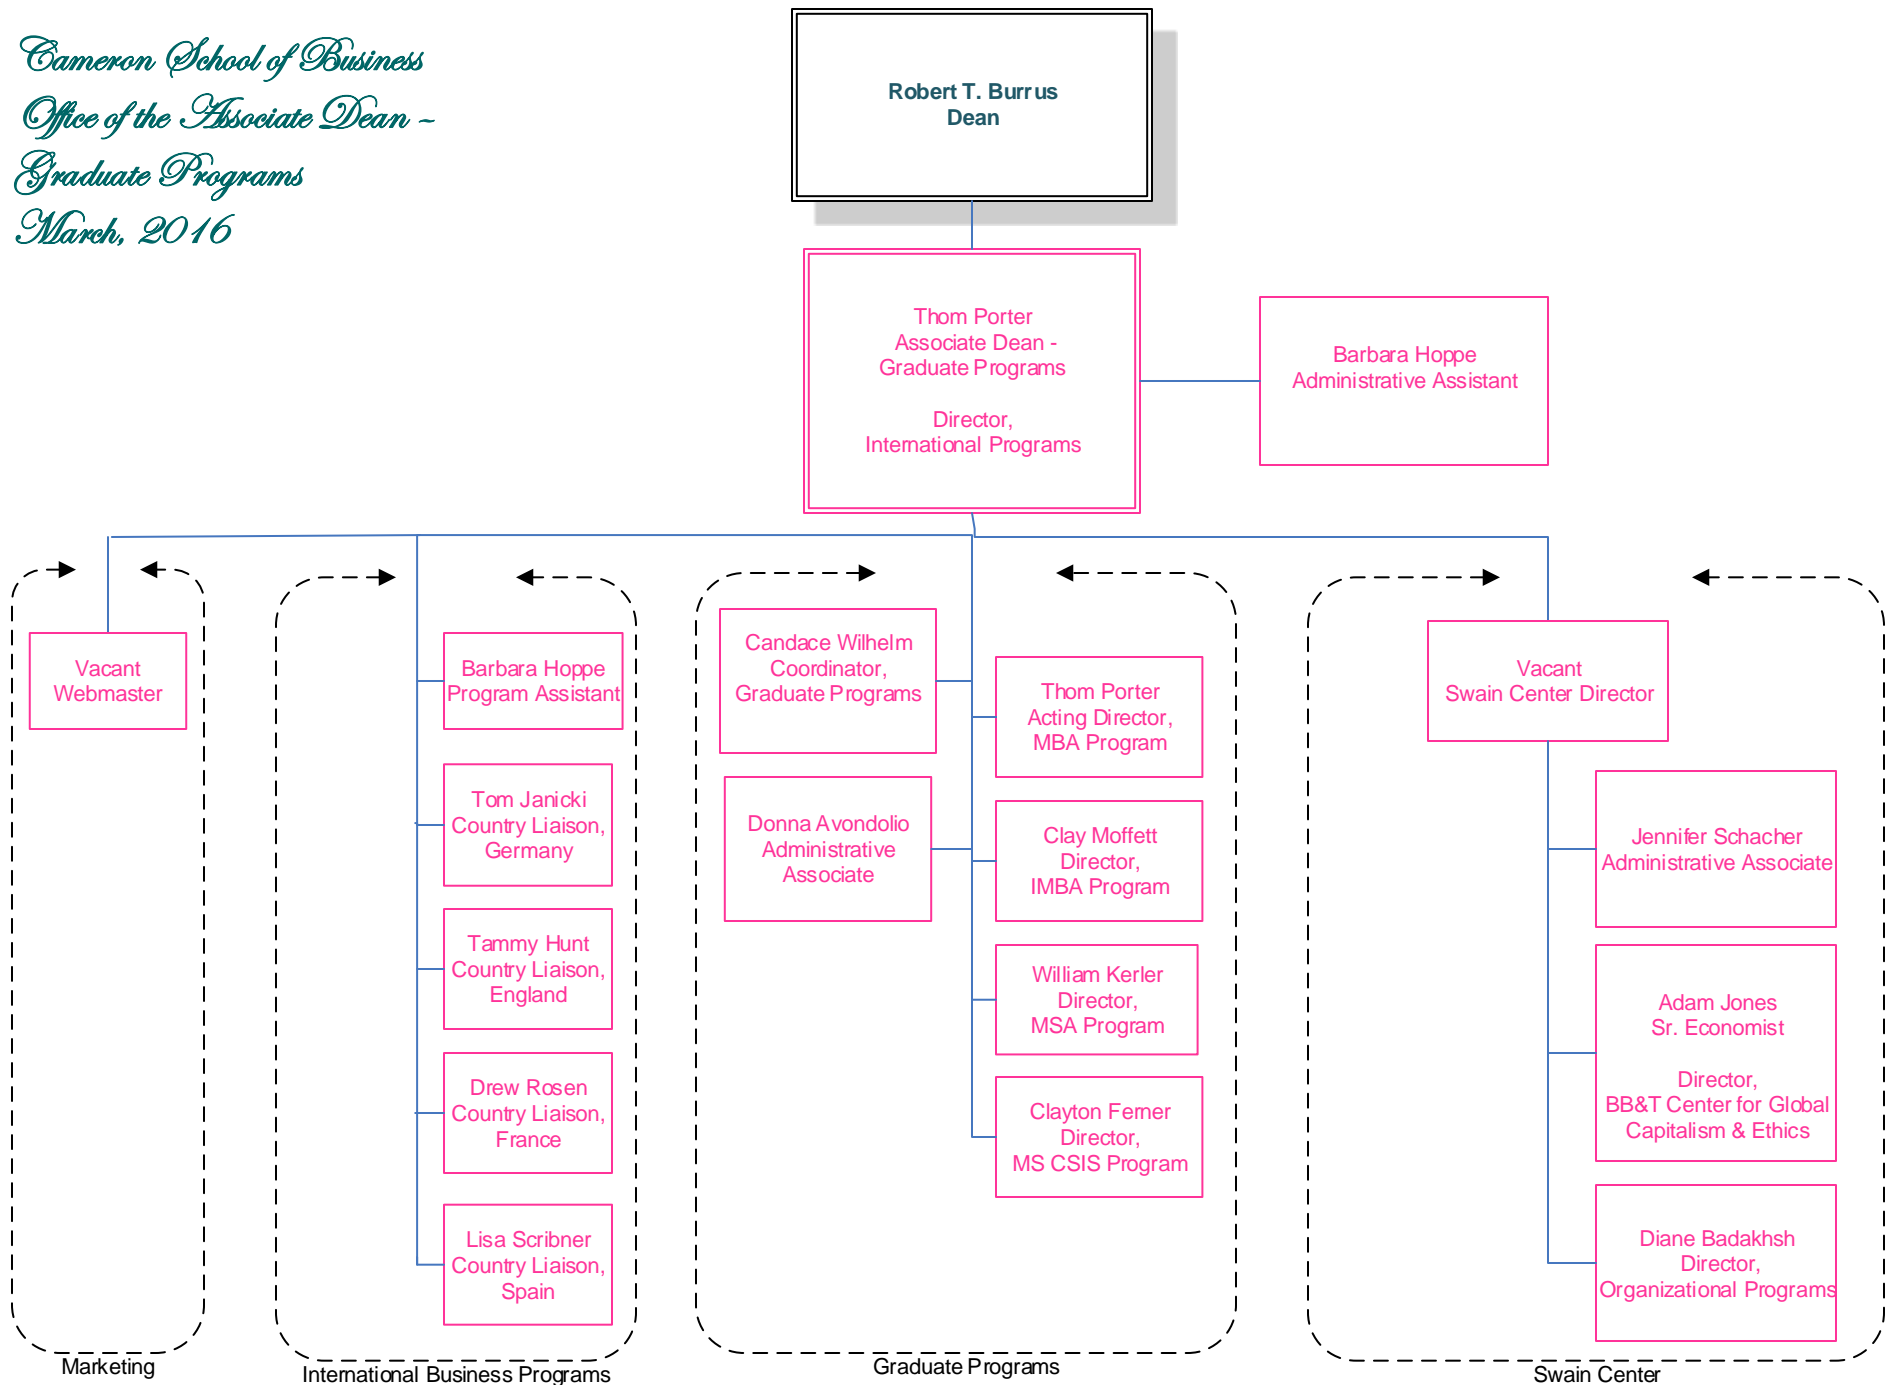 Cameron School of Business
Office of the Associate Dean –
Graduate Programs
March, 2016
Robert T. Burrus
Dean
Thom Porter
Associate Dean -
Graduate Programs
Director,
International Programs
Barbara Hoppe
Administrative Assistant
Vacant
Webmaster
Marketing
Barbara Hoppe
Program Assistant
Tom Janicki
Country Liaison,
Germany
Tammy Hunt
Country Liaison,
England
Drew Rosen
Country Liaison,
France
Lisa Scribner
Country Liaison,
Spain
International Business Programs
Candace Wilhelm
Coordinator,
Graduate Programs
Donna Avondolio
Administrative
Associate
Thom Porter
Acting Director,
MBA Program
Clay Moffett
Director,
IMBA Program
William Kerler
Director,
MSA Program
Clayton Ferner
Director,
MS CSIS Program
Graduate Programs
Vacant
Swain Center Director
Jennifer Schacher
Administrative Associate
Adam Jones
Sr. Economist
Director,
BB&T Center for Global
Capitalism & Ethics
Diane Badakhsh
Director,
Organizational Programs
Swain Center